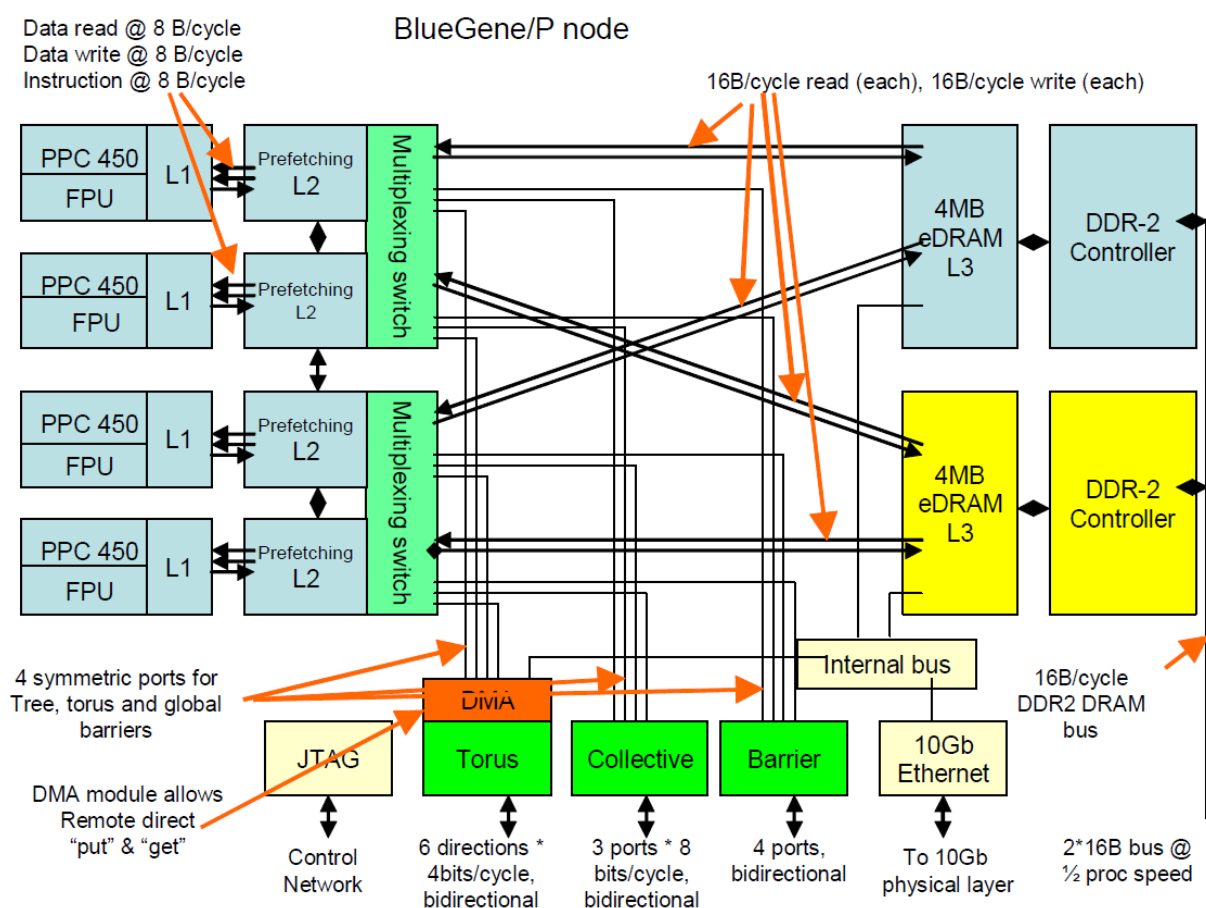 Data read @ 8 B/cycle
Data write @ 8 B/cycle
Instruction @ 8 B/cycle
BlueGene/P node
16B/cycle read (each), 16B/cycle write (each)
PPC 450
FPU
L1
Prefetching
L2
Multiplexing switch
4MB
eDRAM
L3
DDR-2
Controller
PPC 450
FPU
L1
Prefetching
L2
PPC 450
FPU
L1
Prefetching
L2
Multiplexing switch
4MB
eDRAM
L3
DDR-2
Controller
PPC 450
FPU
L1
Prefetching
L2
4 symmetric ports for
Tree, torus and global
barriers
Internal bus
16B/cycle
DDR2 DRAM
bus
DMA
JTAG
Torus
Collective
Barrier
10Gb
Ethernet
DMA module allows
Remote direct
“put” & “get”
Control
Network
6 directions *
4bits/cycle,
bidirectional
3 ports * 8
bits/cycle,
bidirectional
4 ports,
bidirectional
To 10Gb
physical layer
2*16B bus @
½ proc speed